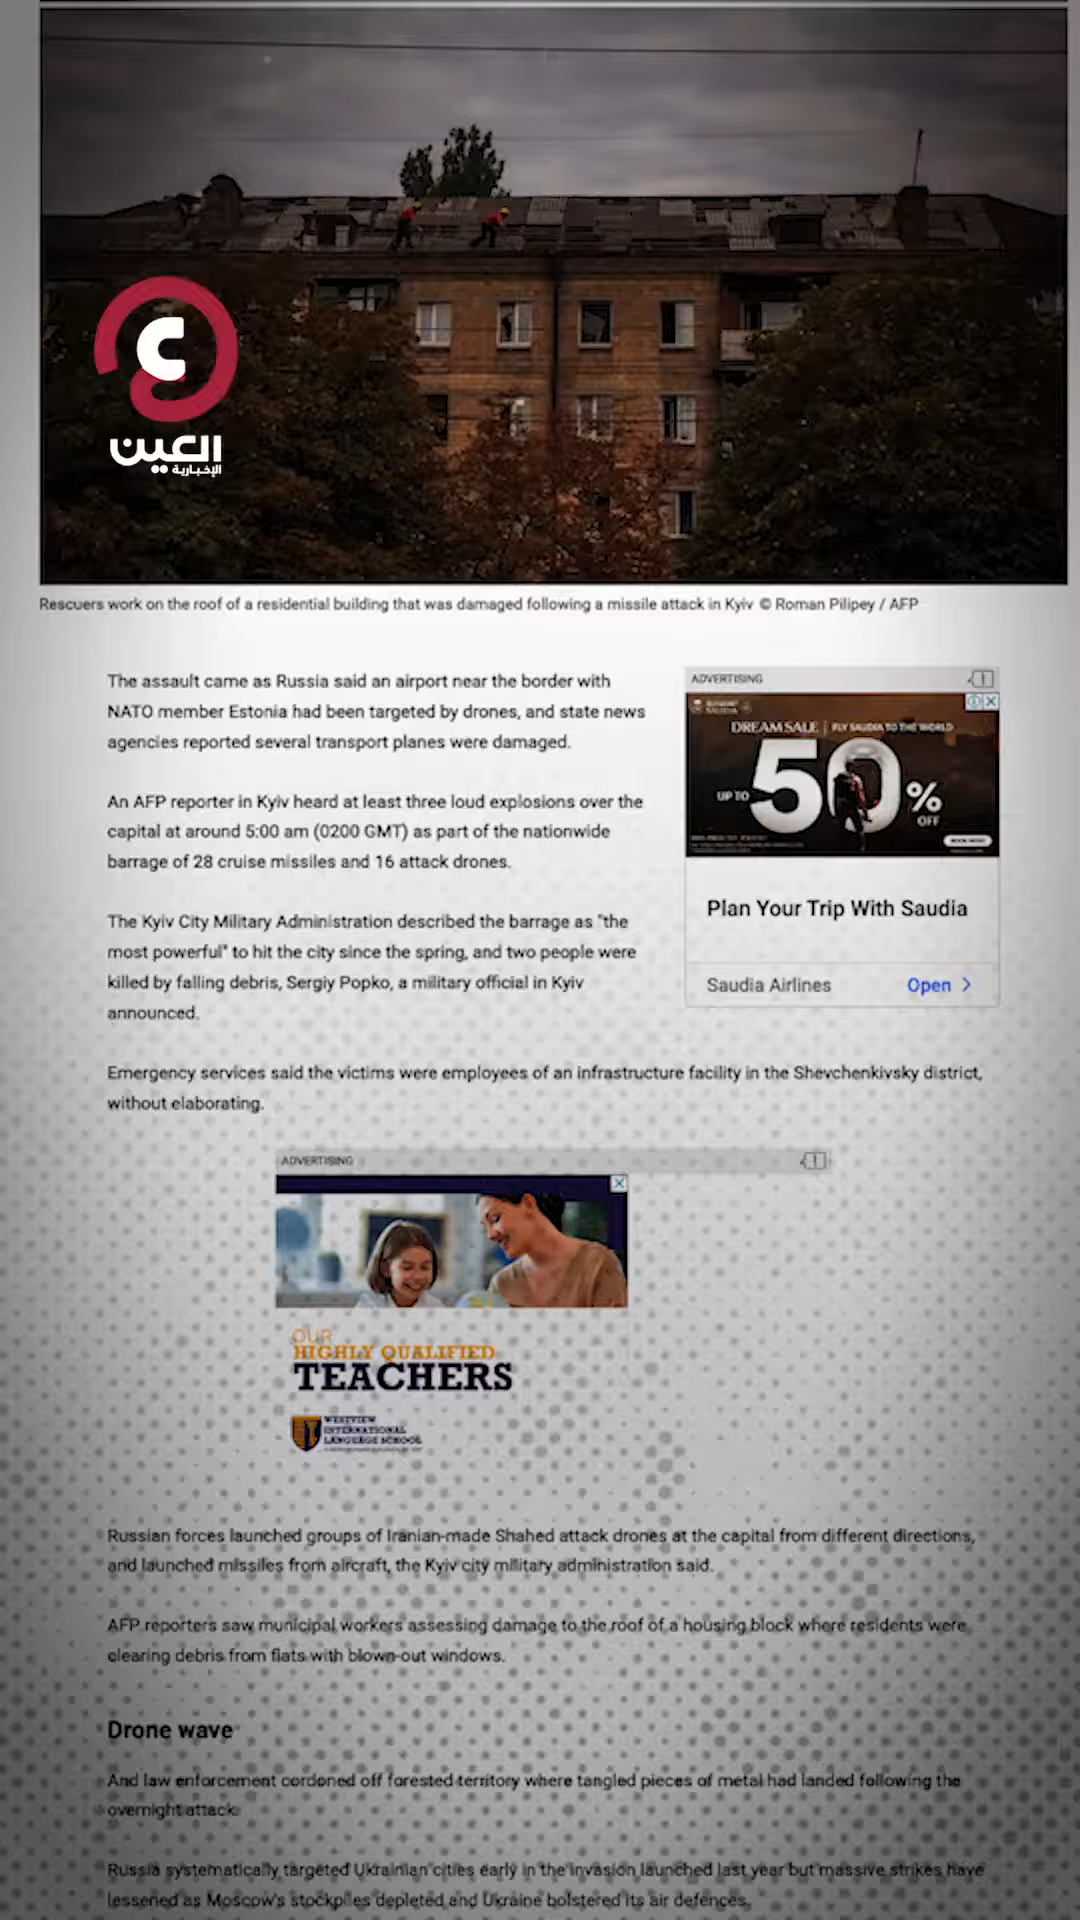 العين
الإخبارية
Rescuers work on the roof of a residential building that was damaged following a missile attack in Kyiv © Roman Pilipey / AFP
The assault came as Russia said an airport near the border with
NATO member Estonia had been targeted by drones, and state news
agencies reported several transport planes were damaged.
An AFP reporter in Kyiv heard at least three loud explosions over the
capital at around 5:00 am (0200 GMT) as part of the nationwide
barrage of 28 cruise missiles and 16 attack drones.
The Kyiv City Military Administration described the barrage as "the
most powerful" to hit the city since the spring, and two people were
killed by falling debris, Sergiy Popko, a military official in Kyiv
announced.
ADVERTISING
DREAM SALE | FLY SAUDIA TO THE WORLD
UP TO 50% OFF
BOOK NOW
Plan Your Trip With Saudia
Saudia Airlines Open >
Emergency services said the victims were employees of an infrastructure facility in the Shevchenkivsky district,
without elaborating.
ADVERTISING
OUR
HIGHLY QUALIFIED
TEACHERS
WESTVIEW
INTERNATIONAL
LANGUAGE SCHOOL
Russian forces launched groups of Iranian-made Shahed attack drones at the capital from different directions,
and launched missiles from aircraft, the Kyiv city military administration said.
AFP reporters saw municipal workers assessing damage to the roof of a housing block where residents were
clearing debris from flats with blown-out windows.
Drone wave
And law enforcement cordoned off forested territory where tangled pieces of metal had landed following the
overnight attack.
Russia systematically targeted Ukrainian cities early in the invasion launched last year but massive strikes have
lessened as Moscow's stockpiles depleted and Ukraine bolstered its air defences.